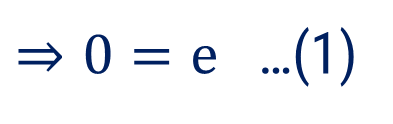 ⇒ 0 = e ...(1)